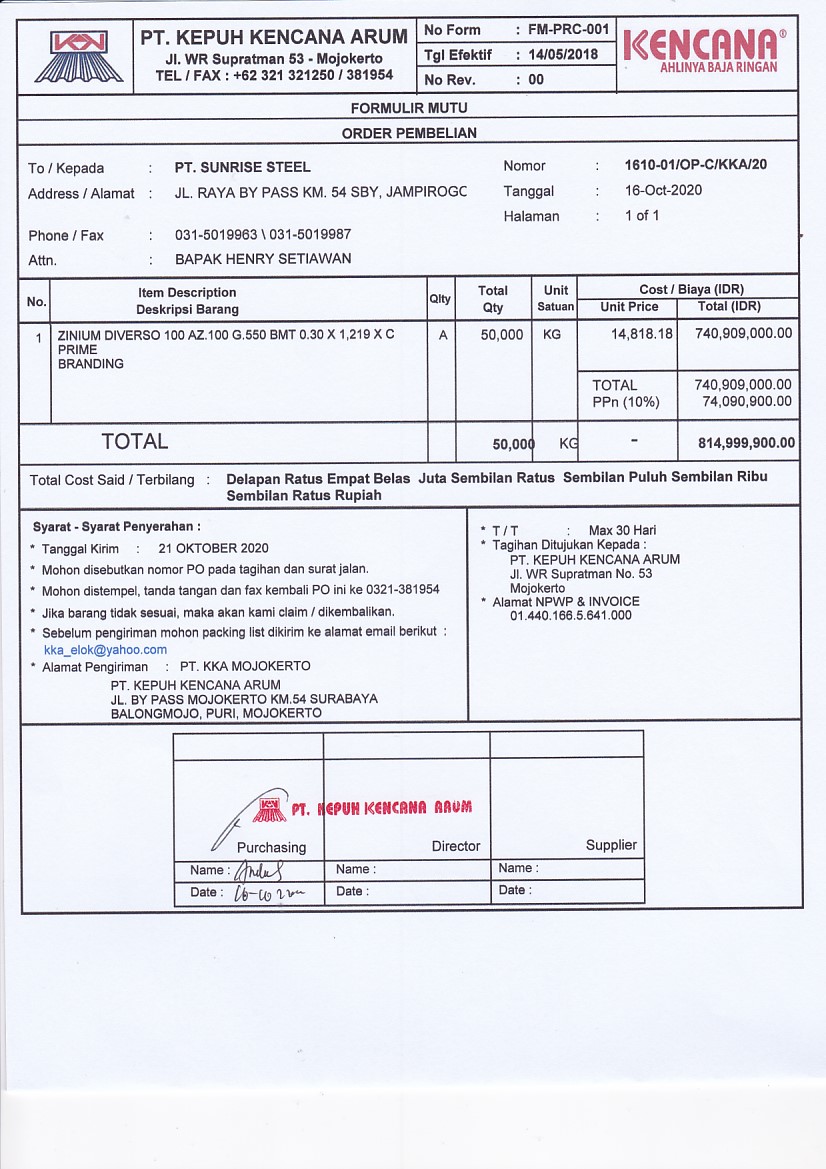 PT. KEPUH KENCANA ARUM
Jl. WR Supratman 53 - Mojokerto
TEL / FAX : +62 321 321250 / 381954
No Form : FM-PRC-001
Tgl Efektif : 14/05/2018
No Rev. : 00
KENCANA®
AHLINYA BAJA RINGAN
FORMULIR MUTU
ORDER PEMBELIAN
To / Kepada : PT. SUNRISE STEEL
Address / Alamat : JL. RAYA BY PASS KM. 54 SBY, JAMPIROGC
Phone / Fax : 031-5019963 \ 031-5019987
Attn. : BAPAK HENRY SETIAWAN
Nomor : 1610-01/OP-C/KKA/20
Tanggal : 16-Oct-2020
Halaman : 1 of 1
No. Item Description Deskripsi Barang Qlty Total Qty Unit Satuan Cost / Biaya (IDR)
Unit Price Total (IDR)
1 ZINIUM DIVERSO 100 AZ.100 G.550 BMT 0.30 X 1,219 X C A 50,000 KG 14,818.18 740,909,000.00
PRIME
BRANDING
TOTAL 740,909,000.00
PPn (10%) 74,090,900.00
TOTAL 50,000 KG - 814,999,900.00
Total Cost Said / Terbilang : Delapan Ratus Empat Belas Juta Sembilan Ratus Sembilan Puluh Sembilan Ribu
Sembilan Ratus Rupiah
Syarat - Syarat Penyerahan :
* Tanggal Kirim : 21 OKTOBER 2020
* Mohon disebutkan nomor PO pada tagihan dan surat jalan.
* Mohon distempel, tanda tangan dan fax kembali PO ini ke 0321-381954
* Jika barang tidak sesuai, maka akan kami claim / dikembalikan.
* Sebelum pengiriman mohon packing list dikirim ke alamat email berikut :
kka_elok@yahoo.com
* Alamat Pengiriman : PT. KKA MOJOKERTO
PT. KEPUH KENCANA ARUM
JL. BY PASS MOJOKERTO KM.54 SURABAYA
BALONGMOJO, PURI, MOJOKERTO
* T / T : Max 30 Hari
* Tagihan Ditujukan Kepada :
PT. KEPUH KENCANA ARUM
Jl. WR Supratman No. 53
Mojokerto
* Alamat NPWP & INVOICE
01.440.166.5.641.000
PT. KEPUH KENCANA ARUM
Purchasing Director Supplier
Name : Name : Name :
Date : Date : Date :